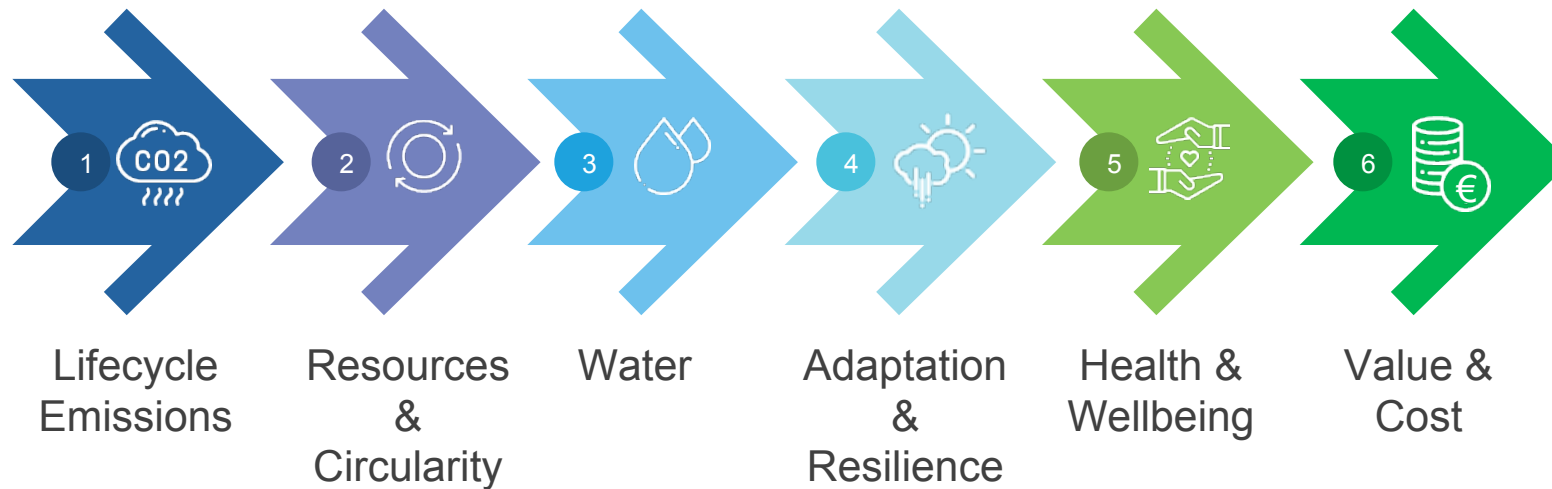 1
CO2
2
3
4
5
6
€
Lifecycle
Emissions
Resources
&
Circularity
Water
Adaptation
&
Resilience
Health &
Wellbeing
Value &
Cost